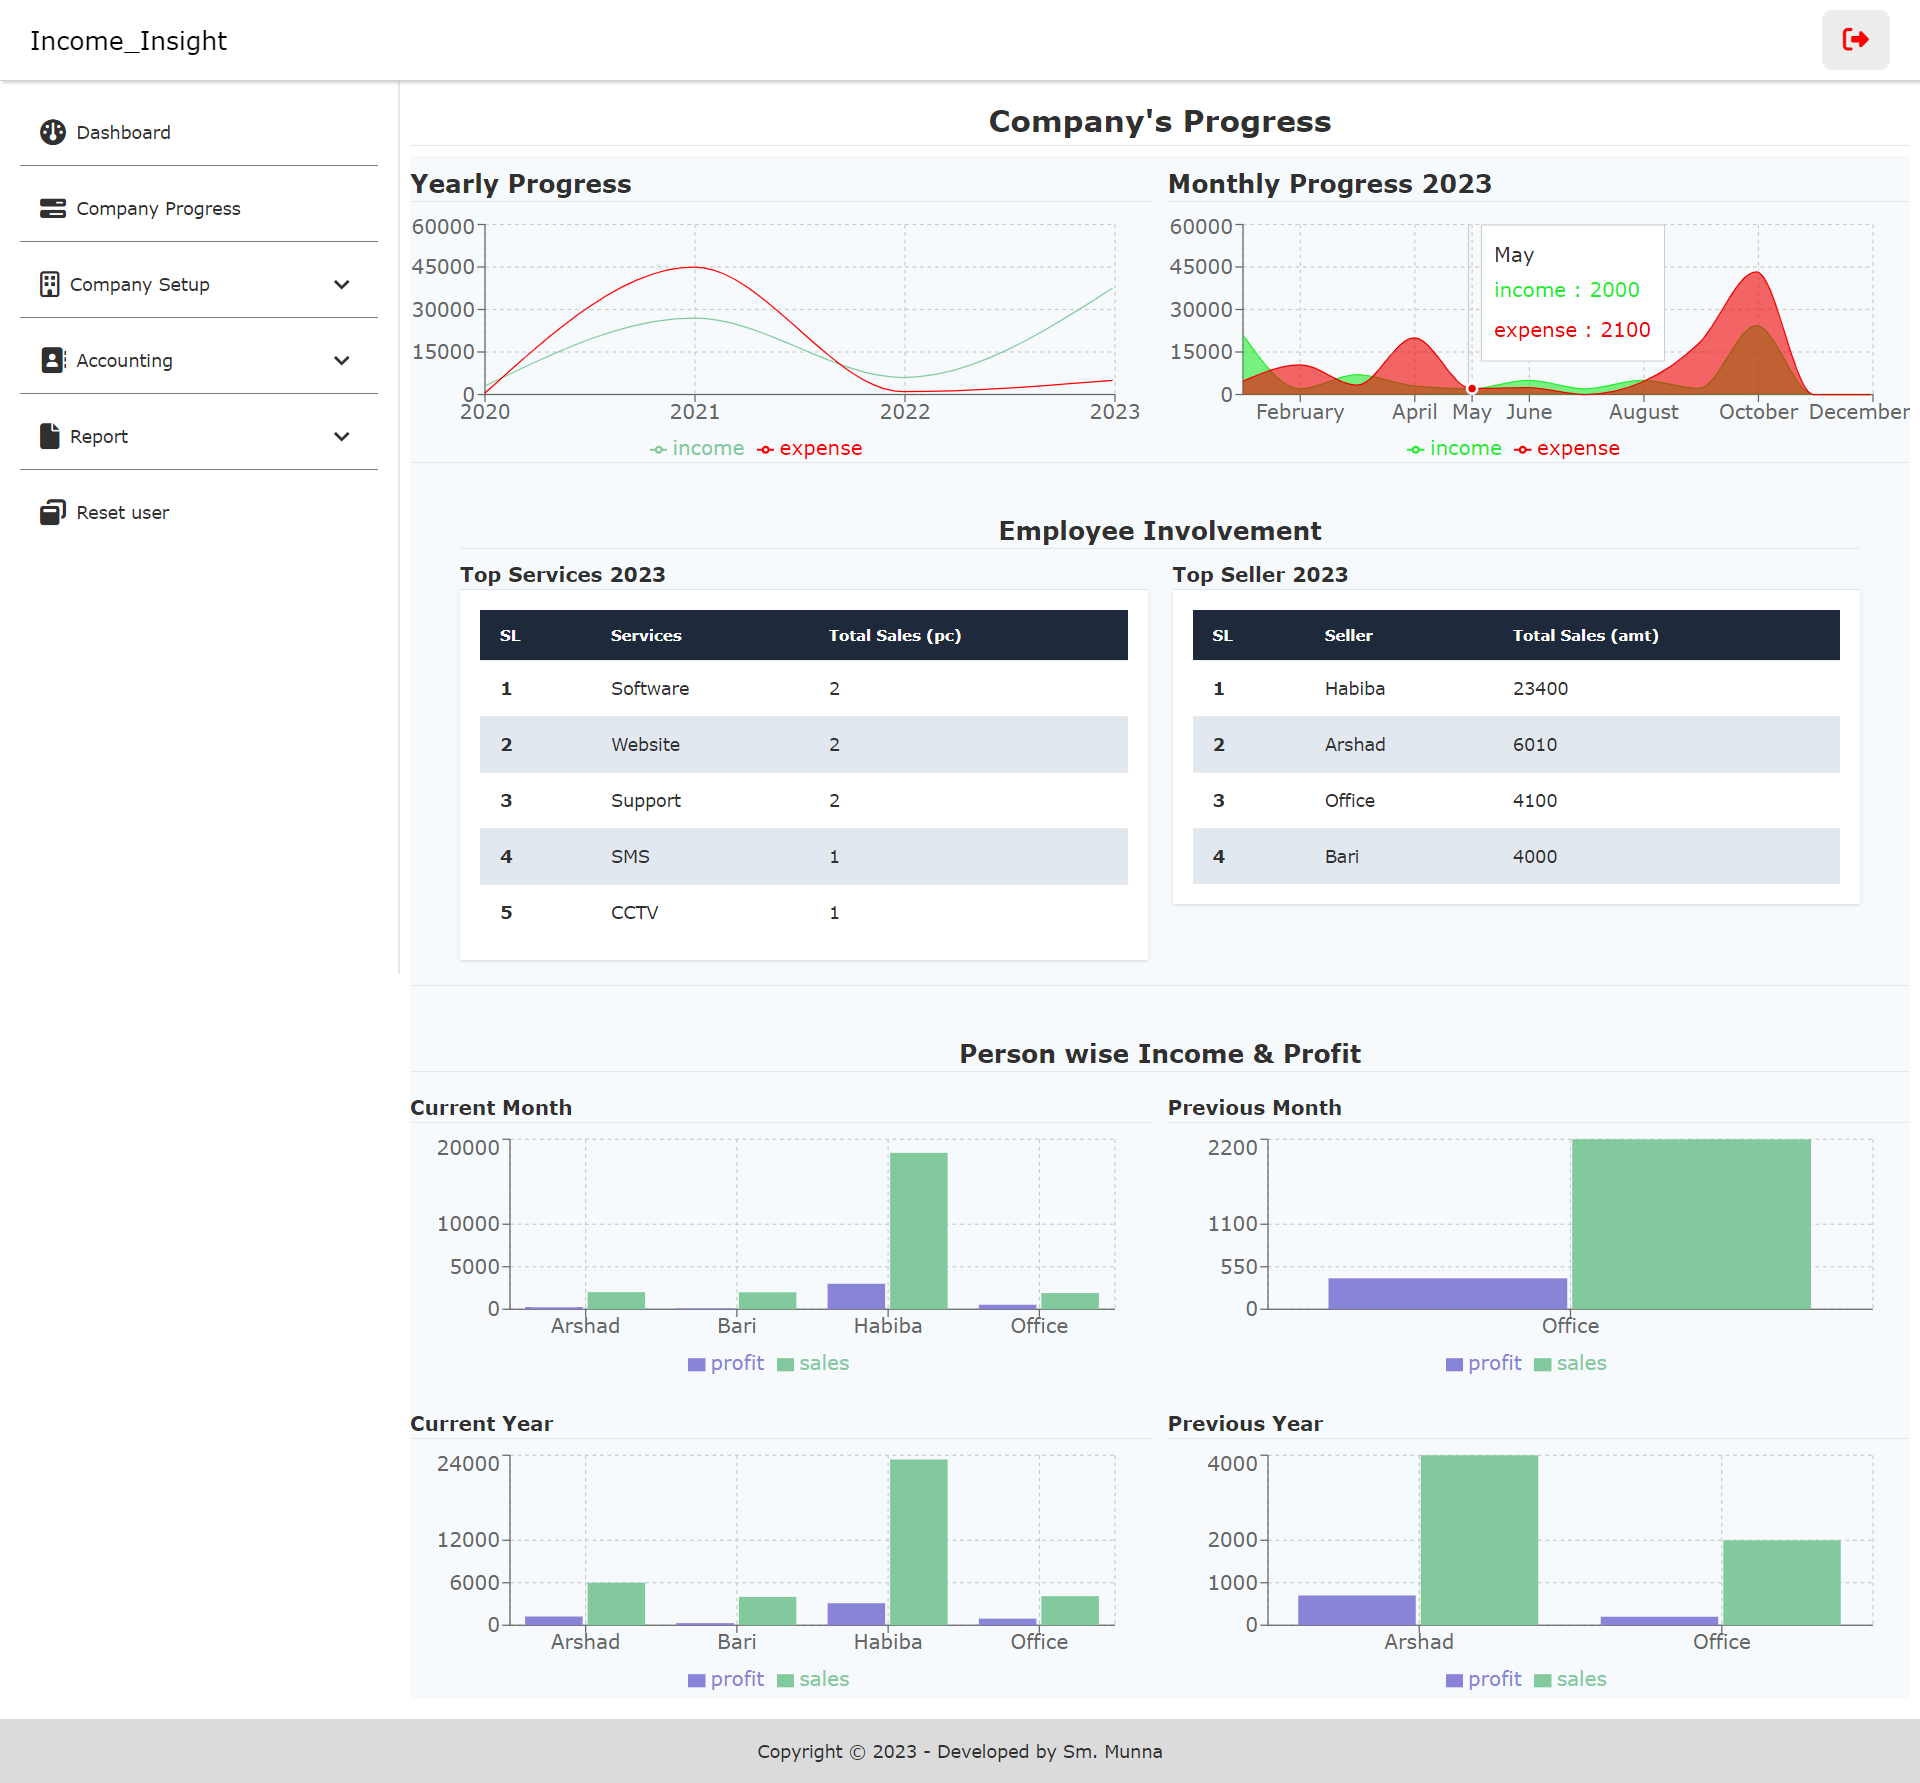 Income_Insight
Dashboard
Company Progress
Company Setup
Accounting
Report
Reset user
Company's Progress
Yearly Progress
60000
45000
30000
15000
0
2020 2021 2022 2023
income expense
Monthly Progress 2023
60000
45000
30000
15000
0
May
income : 2000
expense : 2100
February April May June August October December
income expense
Employee Involvement
Top Services 2023
SL Services Total Sales (pc)
1 Software 2
2 Website 2
3 Support 2
4 SMS 1
5 CCTV 1
Top Seller 2023
SL Seller Total Sales (amt)
1 Habiba 23400
2 Arshad 6010
3 Office 4100
4 Bari 4000
Person wise Income & Profit
Current Month
20000
10000
5000
0
Arshad Bari Habiba Office
profit sales
Previous Month
2200
1100
550
0
Office
profit sales
Current Year
24000
12000
6000
0
Arshad Bari Habiba Office
profit sales
Previous Year
4000
2000
1000
0
Arshad Office
profit sales
Copyright © 2023 - Developed by Sm. Munna